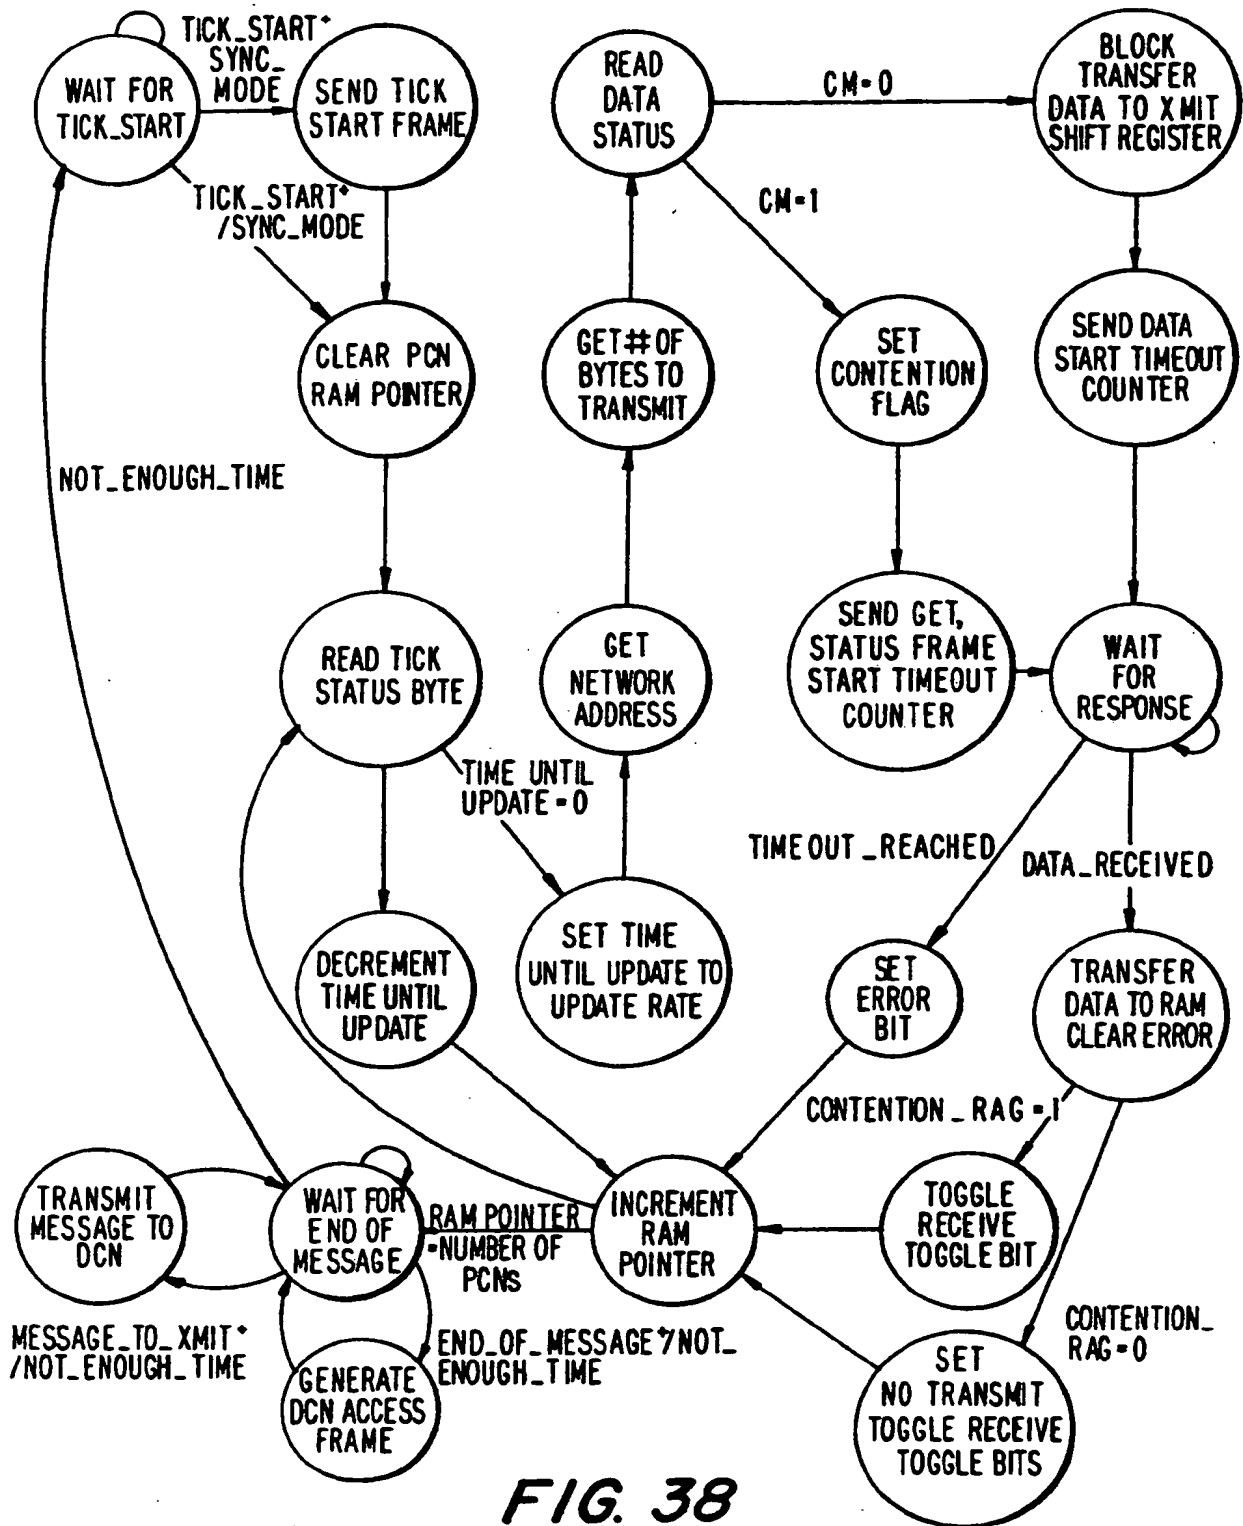 TICK_START*
SYNC_
MODE
WAIT FOR
TICK_START
SEND TICK
START FRAME
TICK_START*
/SYNC_MODE
CLEAR PCN
RAM POINTER
NOT_ENOUGH_TIME
READ TICK
STATUS BYTE
TIME UNTIL
UPDATE=0
DECREMENT
TIME UNTIL
UPDATE
SET TIME
UNTIL UPDATE TO
UPDATE RATE
GET
NETWORK
ADDRESS
GET # OF
BYTES TO
TRANSMIT
READ
DATA
STATUS
CM=0
CM=1
BLOCK
TRANSFER
DATA TO XMIT
SHIFT REGISTER
SET
CONTENTION
FLAG
SEND DATA
START TIMEOUT
COUNTER
SEND GET,
STATUS FRAME
START TIMEOUT
COUNTER
WAIT
FOR
RESPONSE
TIMEOUT_REACHED
DATA_RECEIVED
SET
ERROR
BIT
TRANSFER
DATA TO RAM
CLEAR ERROR
CONTENTION_RAG=1
TOGGLE
RECEIVE
TOGGLE BIT
CONTENTION_
RAG=0
SET
NO TRANSMIT
TOGGLE RECEIVE
TOGGLE BITS
INCREMENT
RAM
POINTER
RAM POINTER
=NUMBER OF
PCNs
WAIT FOR
END OF
MESSAGE
TRANSMIT
MESSAGE TO
DCN
MESSAGE_TO_XMIT*
/NOT_ENOUGH_TIME
END_OF_MESSAGE*/NOT_
ENOUGH_TIME
GENERATE
DCN ACCESS
FRAME
FIG. 38